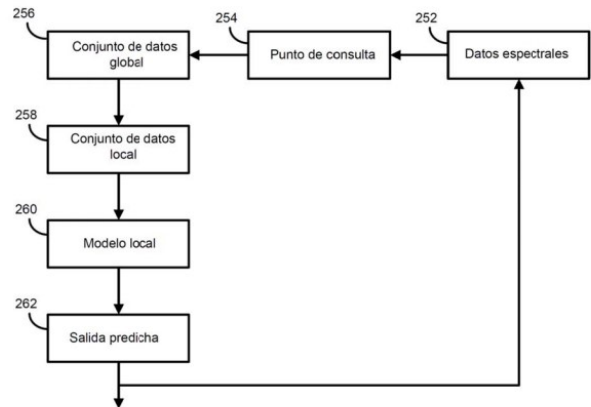 256
Conjunto de datos
global
254
Punto de consulta
252
Datos espectrales
258
Conjunto de datos
local
260
Modelo local
262
Salida predicha